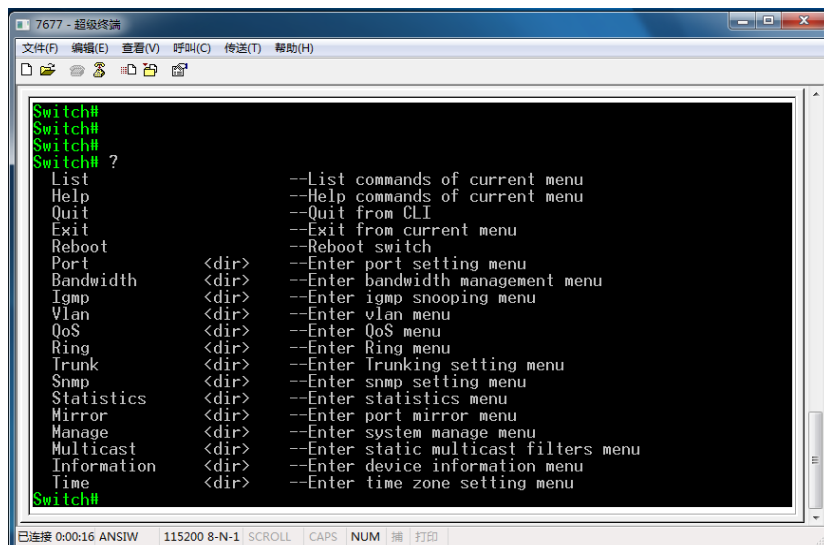 7677 - 超级终端
文件(F) 编辑(E) 查看(V) 呼叫(C) 传送(T) 帮助(H)
Switch#
Switch#
Switch#
Switch# ?
List --List commands of current menu
Help --Help commands of current menu
Quit --Quit from CLI
Exit --Exit from current menu
Reboot --Reboot switch
Port <dir> --Enter port setting menu
Bandwidth <dir> --Enter bandwidth management menu
Igmp <dir> --Enter igmp snooping menu
Vlan <dir> --Enter vlan menu
QoS <dir> --Enter QoS menu
Ring <dir> --Enter Ring menu
Trunk <dir> --Enter Trunking setting menu
Snmp <dir> --Enter snmp setting menu
Statistics <dir> --Enter statistics menu
Mirror <dir> --Enter port mirror menu
Manage <dir> --Enter system manage menu
Multicast <dir> --Enter static multicast filters menu
Information <dir> --Enter device information menu
Time <dir> --Enter time zone setting menu
Switch#
已连接 0:00:16 ANSIW 115200 8-N-1 SCROLL CAPS NUM 捕 打印